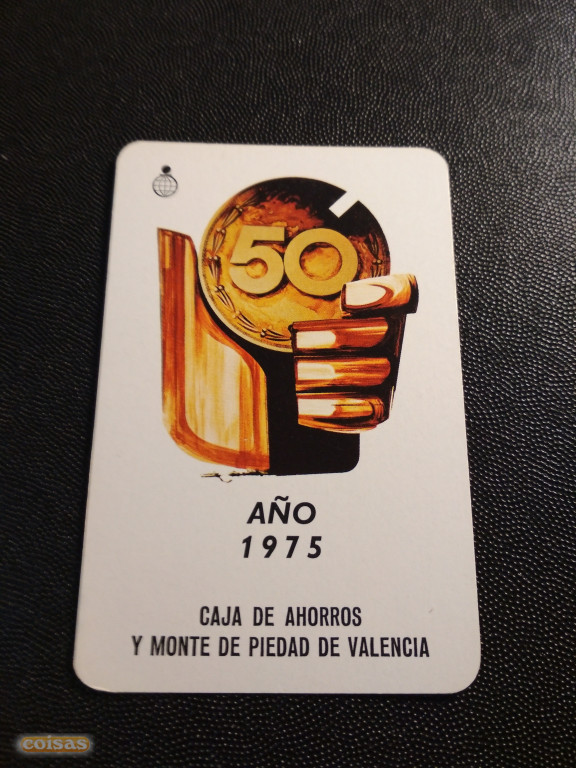 50
AÑO
1975
CAJA DE AHORROS
Y MONTE DE PIEDAD DE VALENCIA
coisas